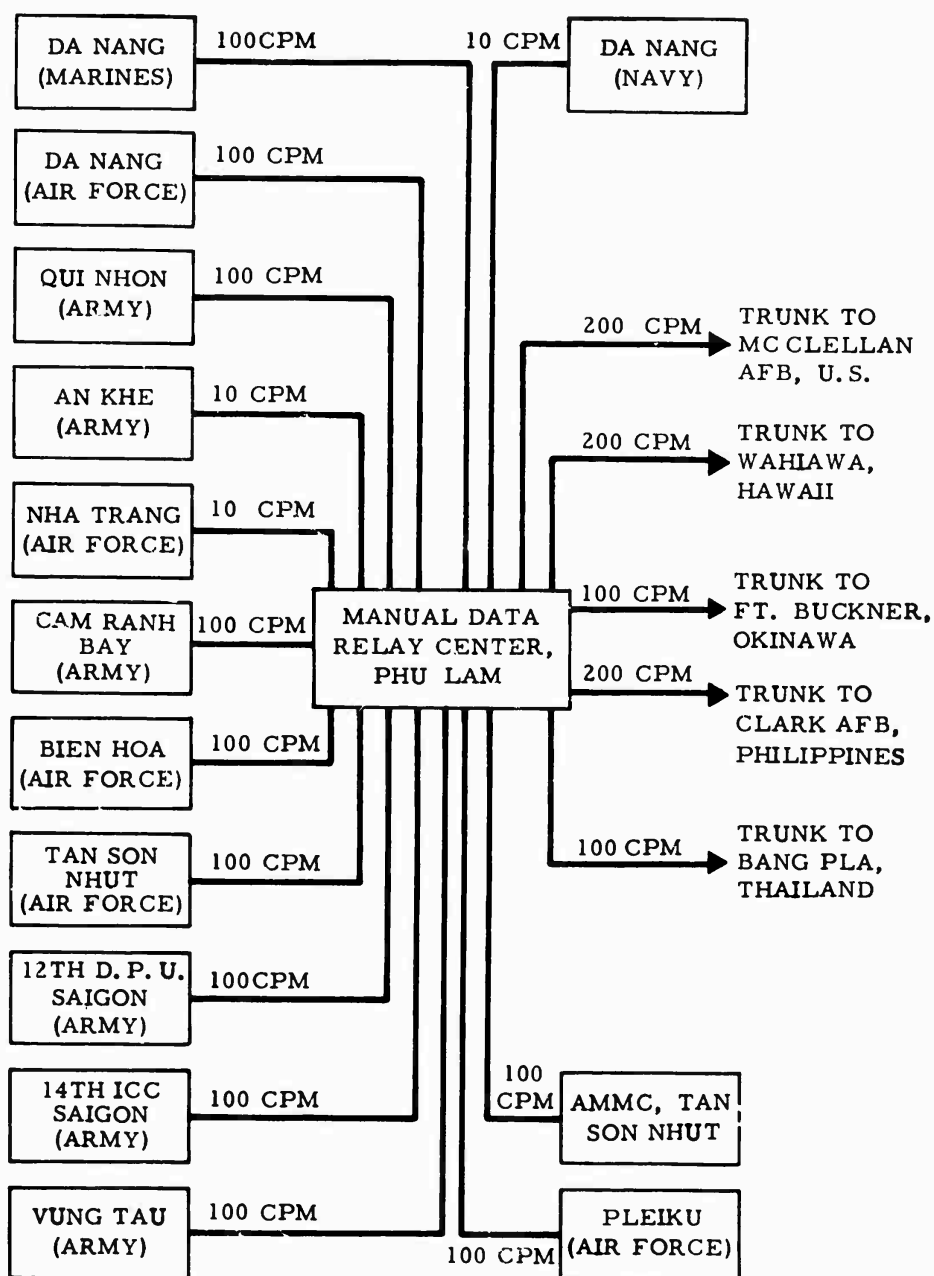 DA NANG
(MARINES)
100CPM
10 CPM
DA NANG
(NAVY)
DA NANG
(AIR FORCE)
100 CPM
QUI NHON
(ARMY)
100 CPM
200 CPM
TRUNK TO
MC CLELLAN
AFB, U.S.
AN KHE
(ARMY)
10 CPM
200 CPM
TRUNK TO
WAHIAWA,
HAWAII
NHA TRANG
(AIR FORCE)
10 CPM
CAM RANH
BAY
(ARMY)
100 CPM
MANUAL DATA
RELAY CENTER,
PHU LAM
100 CPM
TRUNK TO
FT. BUCKNER,
OKINAWA
200 CPM
TRUNK TO
CLARK AFB,
PHILIPPINES
BIEN HOA
(AIR FORCE)
100 CPM
TAN SON
NHUT
(AIR FORCE)
100 CPM
100 CPM
TRUNK TO
BANG PLA,
THAILAND
12TH D. P. U.
SAIGON
(ARMY)
100CPM
14TH ICC
SAIGON
(ARMY)
100 CPM
100
CPM
AMMC, TAN
SON NHUT
VUNG TAU
(ARMY)
100 CPM
100 CPM
PLEIKU
(AIR FORCE)